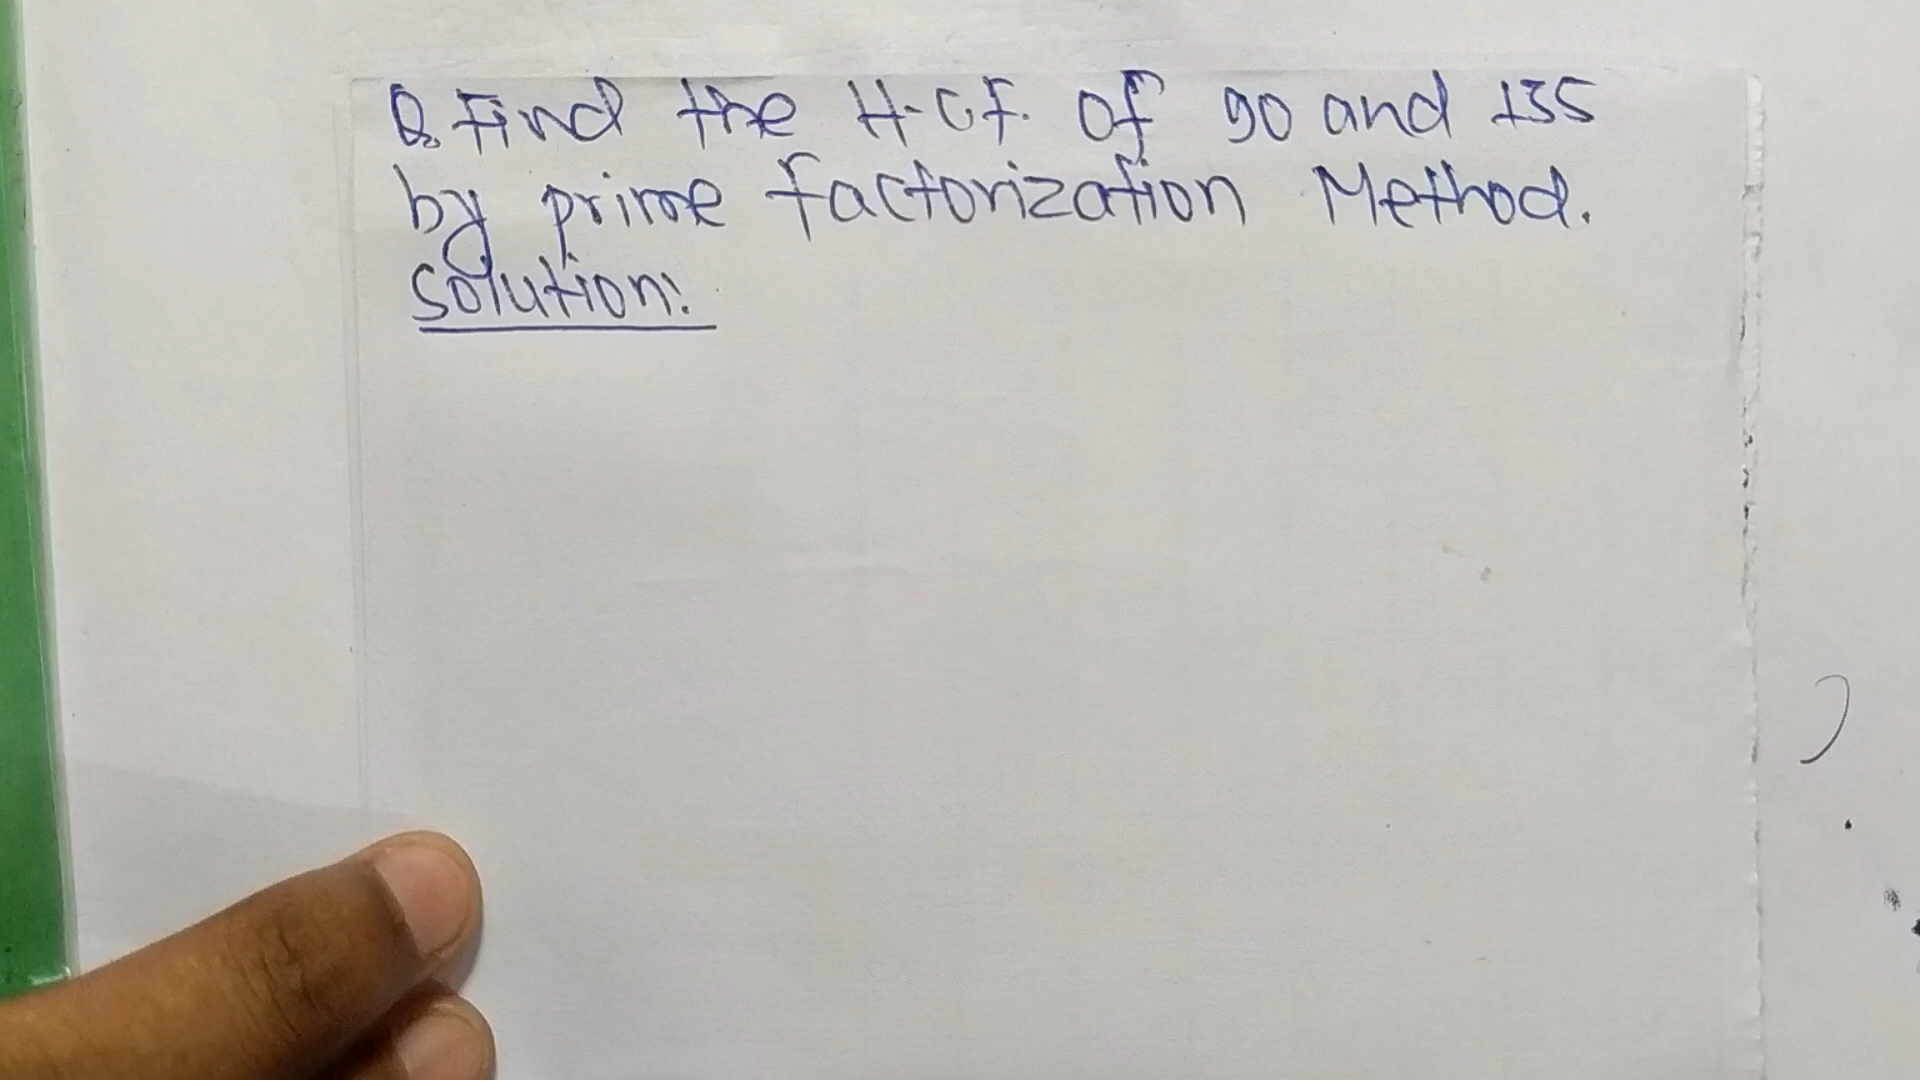 Q. Find the H.C.F. Of 90 and 135
by prime factorization Method.
Solution: